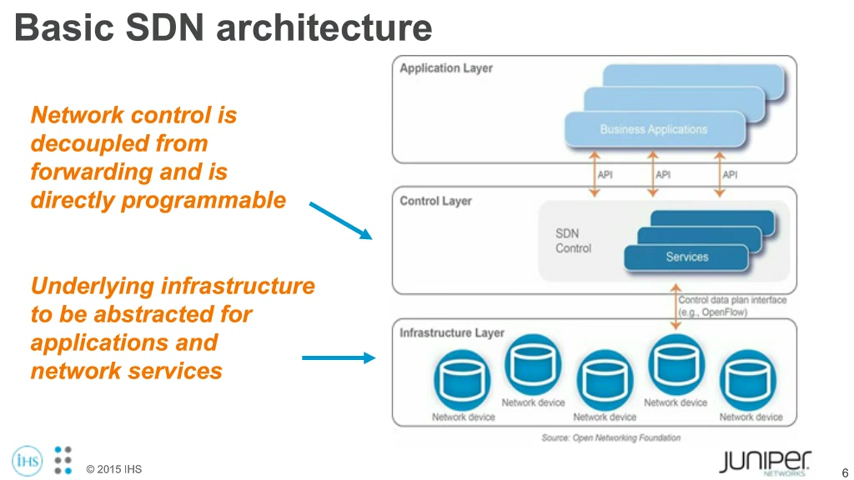 Basic SDN architecture
Network control is
decoupled from
forwarding and is
directly programmable
Underlying infrastructure
to be abstracted for
applications and
network services
Application Layer
Business Applications
API
API
API
Control Layer
SDN
Control
Services
Control data plan interface
(e.g., OpenFlow)
Infrastructure Layer
Network device
Network device
Network device
Network device
Network device
Source: Open Networking Foundation
iHS
© 2015 IHS
JUNIPER
NETWORKS
6